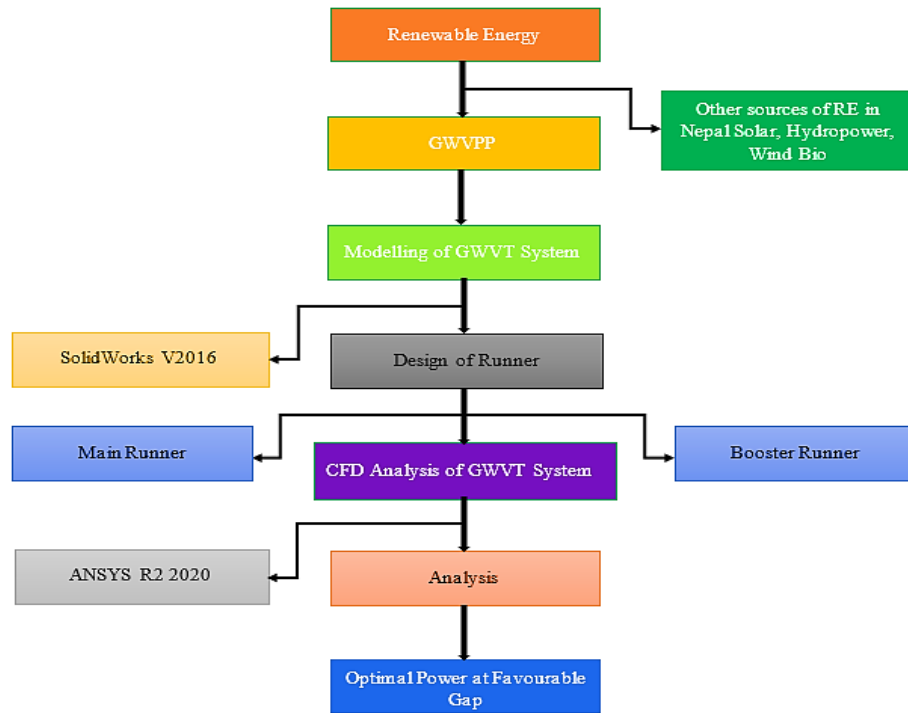 Renewable Energy
Other sources of RE in
Nepal Solar, Hydropower,
Wind Bio
GWVPP
Modelling of GWVT System
SolidWorks V2016
Design of Runner
Main Runner
CFD Analysis of GWVT System
Booster Runner
ANSYS R2 2020
Analysis
Optimal Power at Favourable
Gap